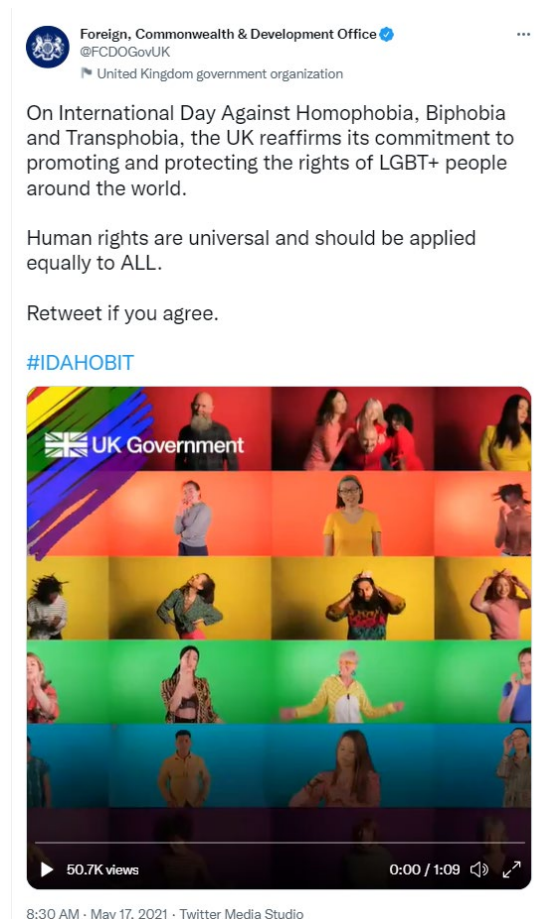 Foreign, Commonwealth & Development Office
@FCDOGovUK
United Kingdom government organization
On International Day Against Homophobia, Biphobia
and Transphobia, the UK reaffirms its commitment to
promoting and protecting the rights of LGBT+ people
around the world.
Human rights are universal and should be applied
equally to ALL.
Retweet if you agree.
#IDAHOBIT
UK Government
50.7K views
0:00 / 1:09
8:30 AM · May 17, 2021 · Twitter Media Studio